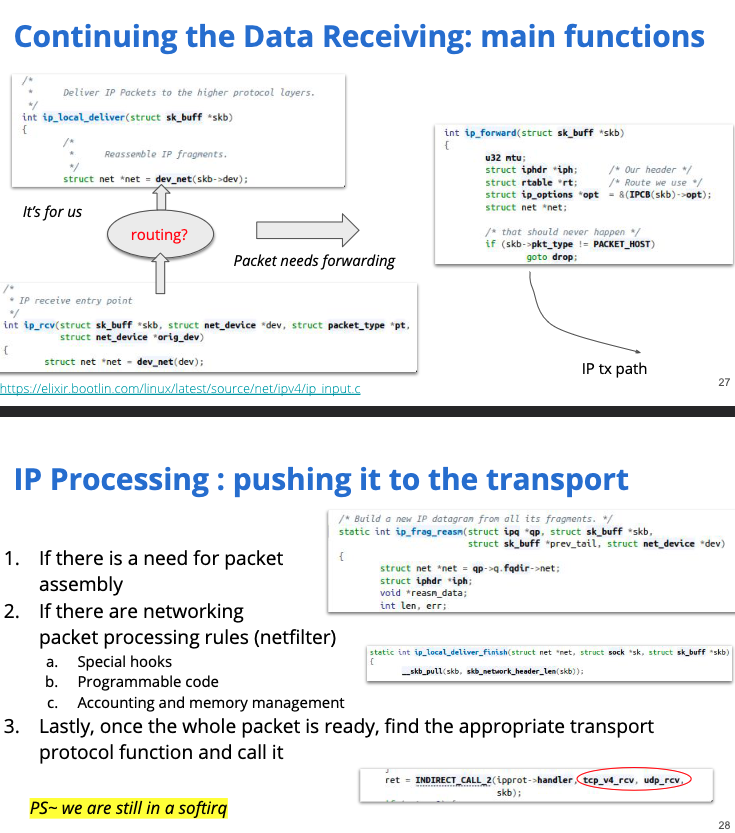 Continuing the Data Receiving: main functions
/*
 *      Deliver IP Packets to the higher protocol layers.
 */
int ip_local_deliver(struct sk_buff *skb)
{
        /*
         *      Reassemble IP fragments.
         */
        struct net *net = dev_net(skb->dev);
It's for us
routing?
Packet needs forwarding
int ip_forward(struct sk_buff *skb)
{
        u32 mtu;
        struct iphdr *iph;      /* Our header */
        struct rtable *rt;      /* Route we use */
        struct ip_options *opt  = &(IPCB(skb)->opt);
        struct net *net;
        /* that should never happen */
        if (skb->pkt_type != PACKET_HOST)
                goto drop;
/*
 * IP receive entry point
 */
int ip_rcv(struct sk_buff *skb, struct net_device *dev, struct packet_type *pt,
           struct net_device *orig_dev)
{
        struct net *net = dev_net(dev);
IP tx path
https://elixir.bootlin.com/linux/latest/source/net/ipv4/ip_input.c
27
IP Processing : pushing it to the transport
/* Build a new IP datagram from all its fragments. */
static int ip_frag_reasm(struct ipq *qp, struct sk_buff *skb,
                         struct sk_buff *prev_tail, struct net_device *dev)
{
        struct net *net = qp->q.fqdir->net;
        struct iphdr *iph;
        void *reasm_data;
        int len, err;
1. If there is a need for packet
assembly
2. If there are networking
packet processing rules (netfilter)
a. Special hooks
b. Programmable code
c. Accounting and memory management
static int ip_local_deliver_finish(struct net *net, struct sock *sk, struct sk_buff *skb)
{
        __skb_pull(skb, skb_network_header_len(skb));
3. Lastly, once the whole packet is ready, find the appropriate transport
protocol function and call it
ret = INDIRECT_CALL_2(ipprot->handler, tcp_v4_rcv, udp_rcv,
                      skb);
PS~ we are still in a softirq
28